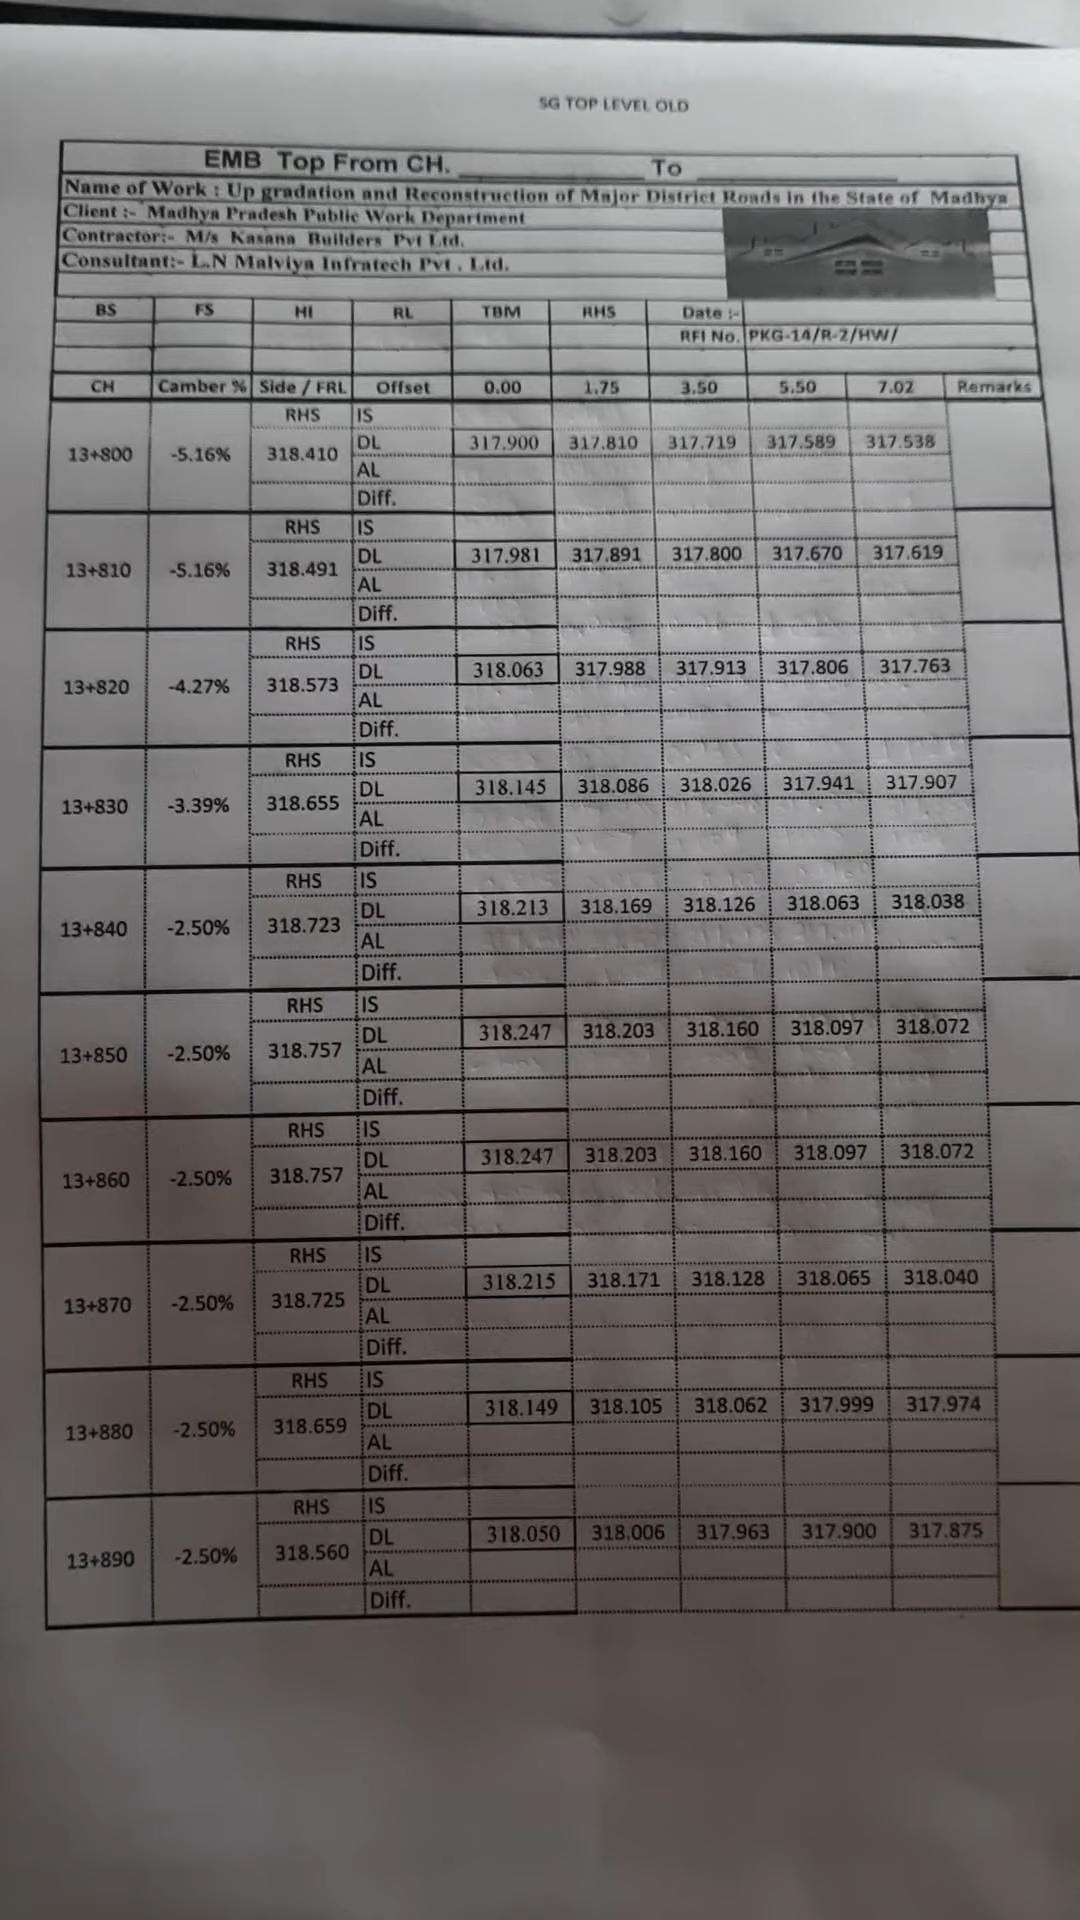 SG TOP LEVEL OLD
EMB Top From CH. ____________ To ____________
Name of Work : Up gradation and Reconstruction of Major District Roads in the State of Madhya
Client :- Madhya Pradesh Public Work Department
Contractor:- M/s Kasana Builders Pvt Ltd.
Consultant:- L.N Malviya Infratech Pvt . Ltd.
BS FS HI RL TBM RHS Date :-
RFI No. PKG-14/R-2/HW/
CH Camber % Side / FRL Offset 0.00 1.75 3.50 5.50 7.02 Remarks
RHS IS
13+800 -5.16% 318.410 DL 317.900 317.810 317.719 317.589 317.538
AL
Diff.
RHS IS
13+810 -5.16% 318.491 DL 317.981 317.891 317.800 317.670 317.619
AL
Diff.
RHS IS
13+820 -4.27% 318.573 DL 318.063 317.988 317.913 317.806 317.763
AL
Diff.
RHS IS
13+830 -3.39% 318.655 DL 318.145 318.086 318.026 317.941 317.907
AL
Diff.
RHS IS
13+840 -2.50% 318.723 DL 318.213 318.169 318.126 318.063 318.038
AL
Diff.
RHS IS
13+850 -2.50% 318.757 DL 318.247 318.203 318.160 318.097 318.072
AL
Diff.
RHS IS
13+860 -2.50% 318.757 DL 318.247 318.203 318.160 318.097 318.072
AL
Diff.
RHS IS
13+870 -2.50% 318.725 DL 318.215 318.171 318.128 318.065 318.040
AL
Diff.
RHS IS
13+880 -2.50% 318.659 DL 318.149 318.105 318.062 317.999 317.974
AL
Diff.
RHS IS
13+890 -2.50% 318.560 DL 318.050 318.006 317.963 317.900 317.875
AL
Diff.